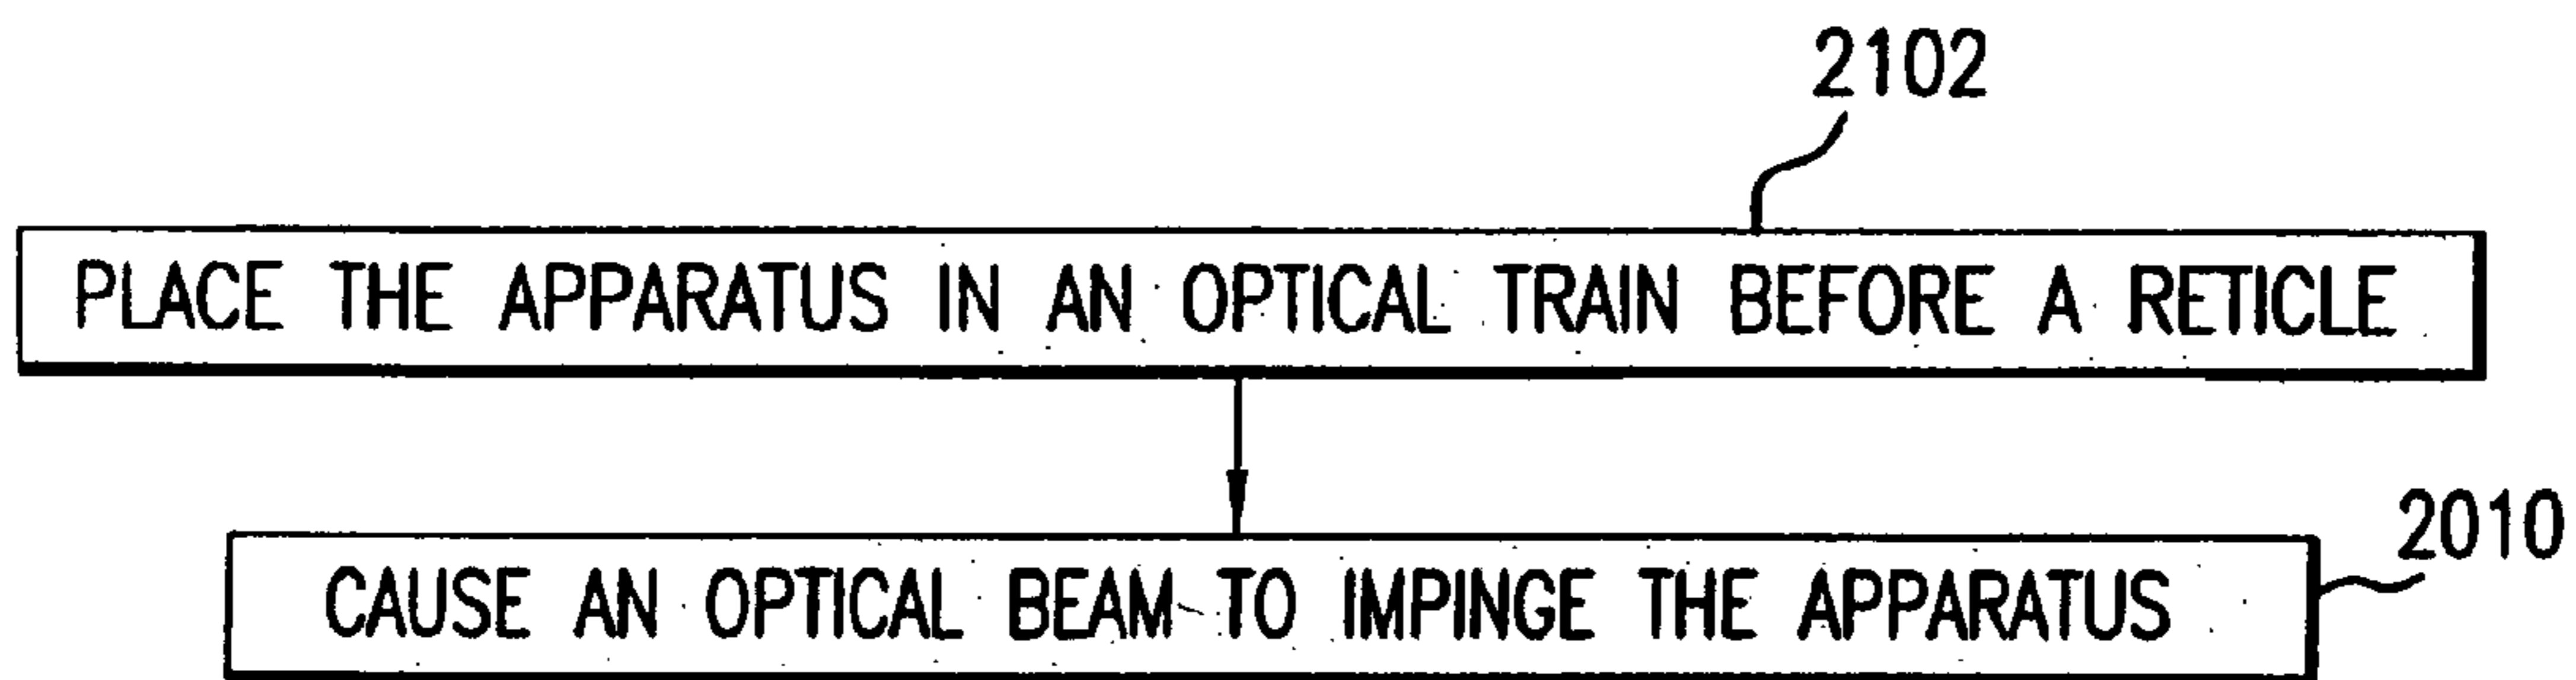 2102
PLACE THE APPARATUS IN AN OPTICAL TRAIN BEFORE A RETICLE
2010
CAUSE AN OPTICAL BEAM TO IMPINGE THE APPARATUS